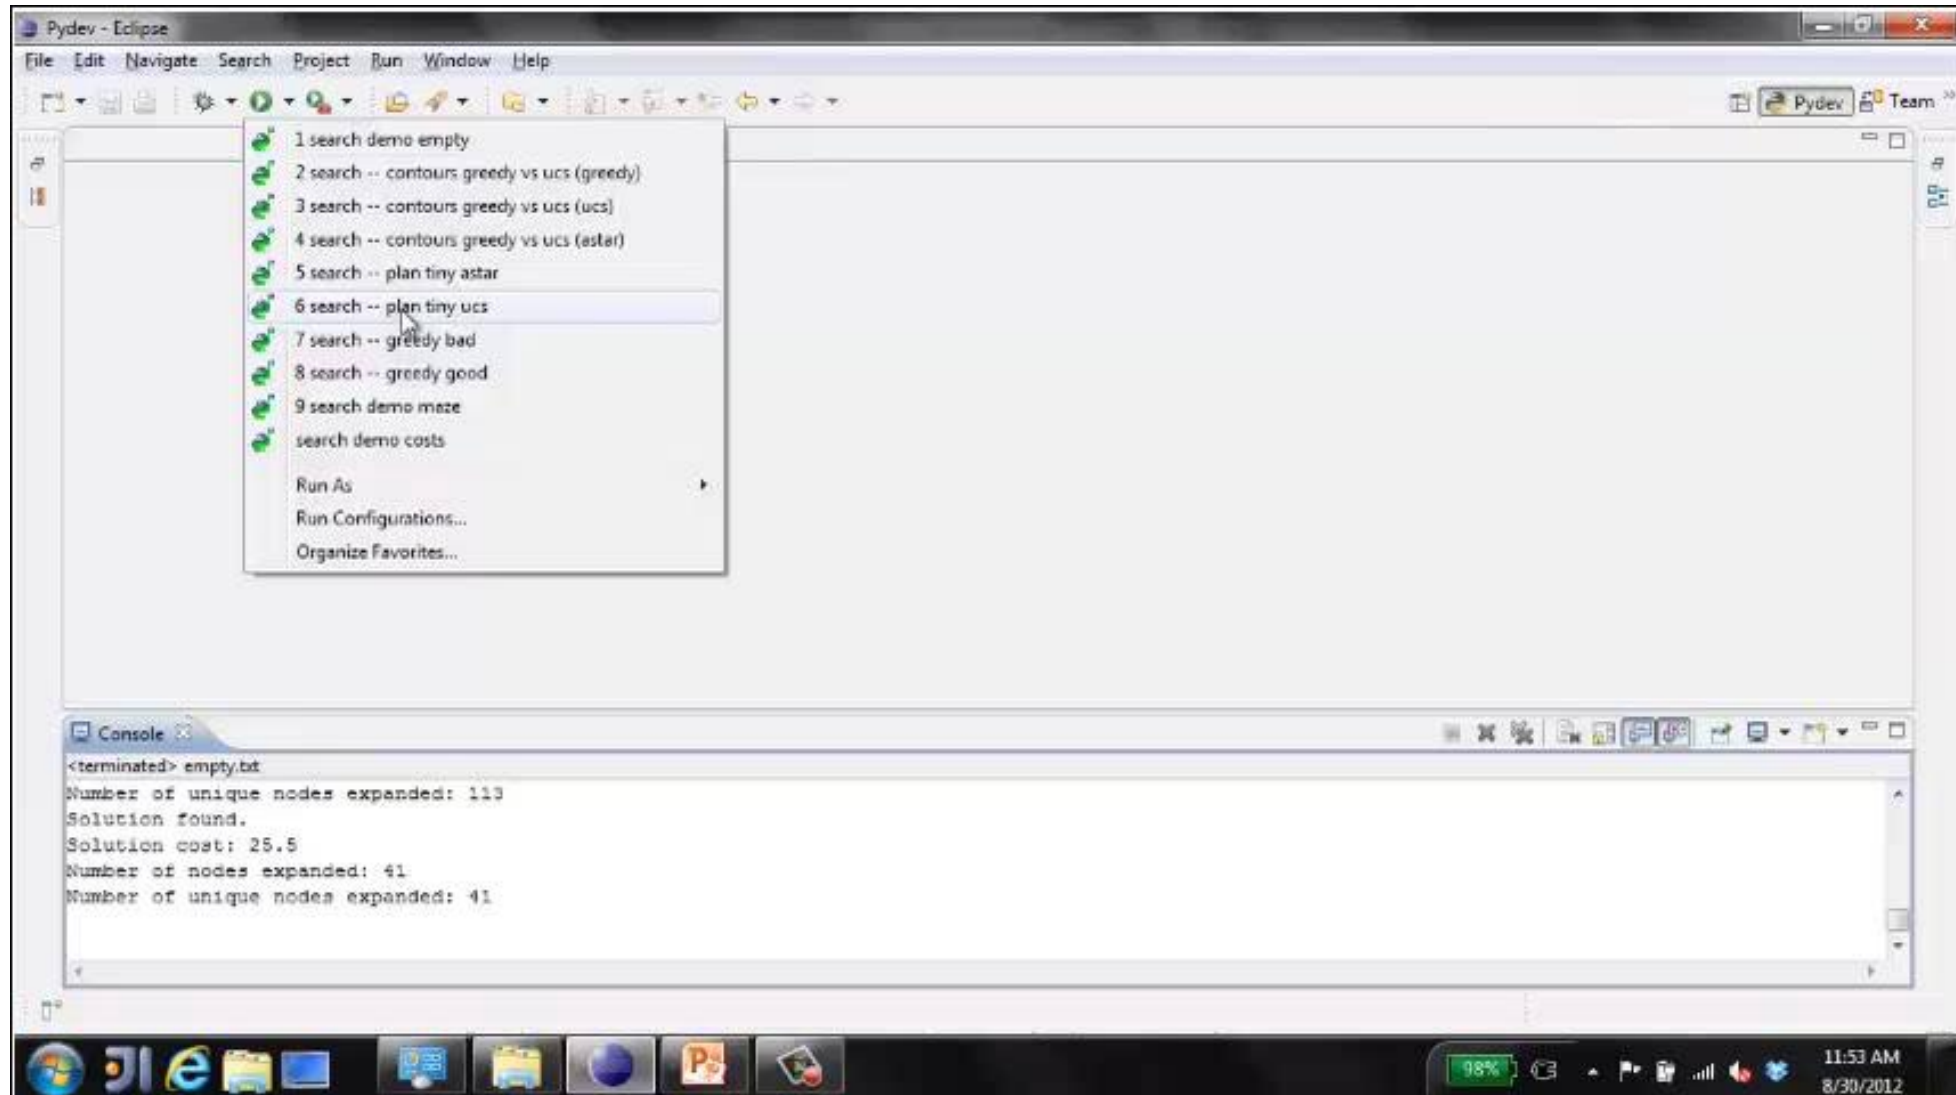 Pydev - Eclipse
File Edit Navigate Search Project Run Window Help
Pydev Team
1 search demo empty
2 search -- contours greedy vs ucs (greedy)
3 search -- contours greedy vs ucs (ucs)
4 search -- contours greedy vs ucs (astar)
5 search -- plan tiny astar
6 search -- plan tiny ucs
7 search -- greedy bad
8 search -- greedy good
9 search demo maze
search demo costs
Run As
Run Configurations...
Organize Favorites...
Console
<terminated> empty.txt
Number of unique nodes expanded: 113
Solution found.
Solution cost: 25.5
Number of nodes expanded: 41
Number of unique nodes expanded: 41
98%
11:53 AM
8/30/2012